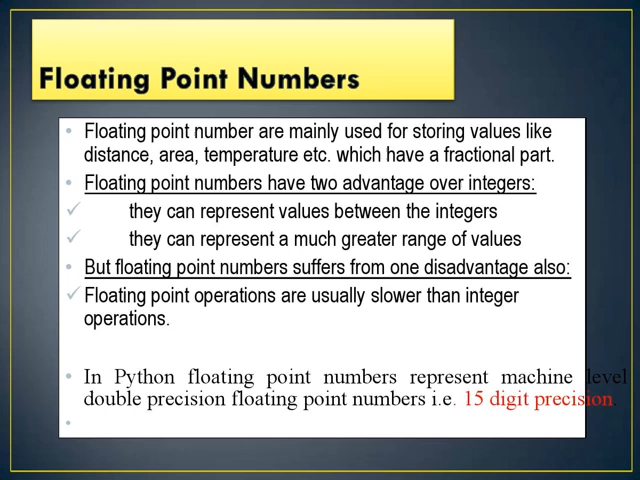 Floating Point Numbers
• Floating point number are mainly used for storing values like
distance, area, temperature etc. which have a fractional part.
• Floating point numbers have two advantage over integers:
✓ they can represent values between the integers
✓ they can represent a much greater range of values
• But floating point numbers suffers from one disadvantage also:
✓ Floating point operations are usually slower than integer
operations.
• In Python floating point numbers represent machine level
double precision floating point numbers i.e. 15 digit precision.
•